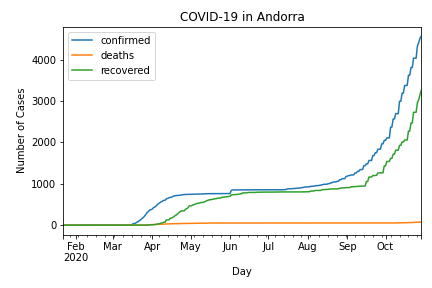 COVID-19 in Andorra
confirmed
deaths
recovered
Number of Cases
4000
3000
2000
1000
0
Feb Mar Apr May Jun Jul Aug Sep Oct
2020
Day